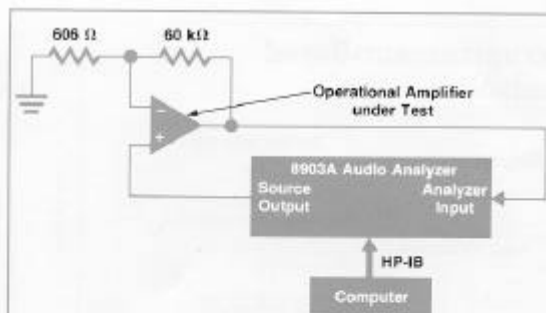 606 Ω
60 kΩ
Operational Amplifier
under Test
8903A Audio Analyzer
Source
Output
Analyzer
Input
HP-IB
Computer